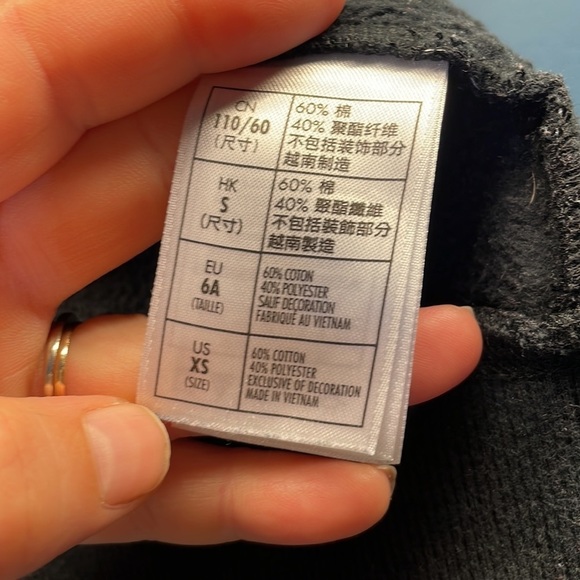 CN
110/60
(尺寸)
60% 棉
40% 聚酯纤维
不包括装饰部分
越南制造
HK
S
(尺寸)
60% 棉
40% 聚酯纖維
不包括裝飾部分
越南製造
EU
6A
(TAILLE)
60% COTON
40% POLYESTER
SAUF DECORATION
FABRIQUÉ AU VIETNAM
US
XS
(SIZE)
60% COTTON
40% POLYESTER
EXCLUSIVE OF DECORATION
MADE IN VIETNAM